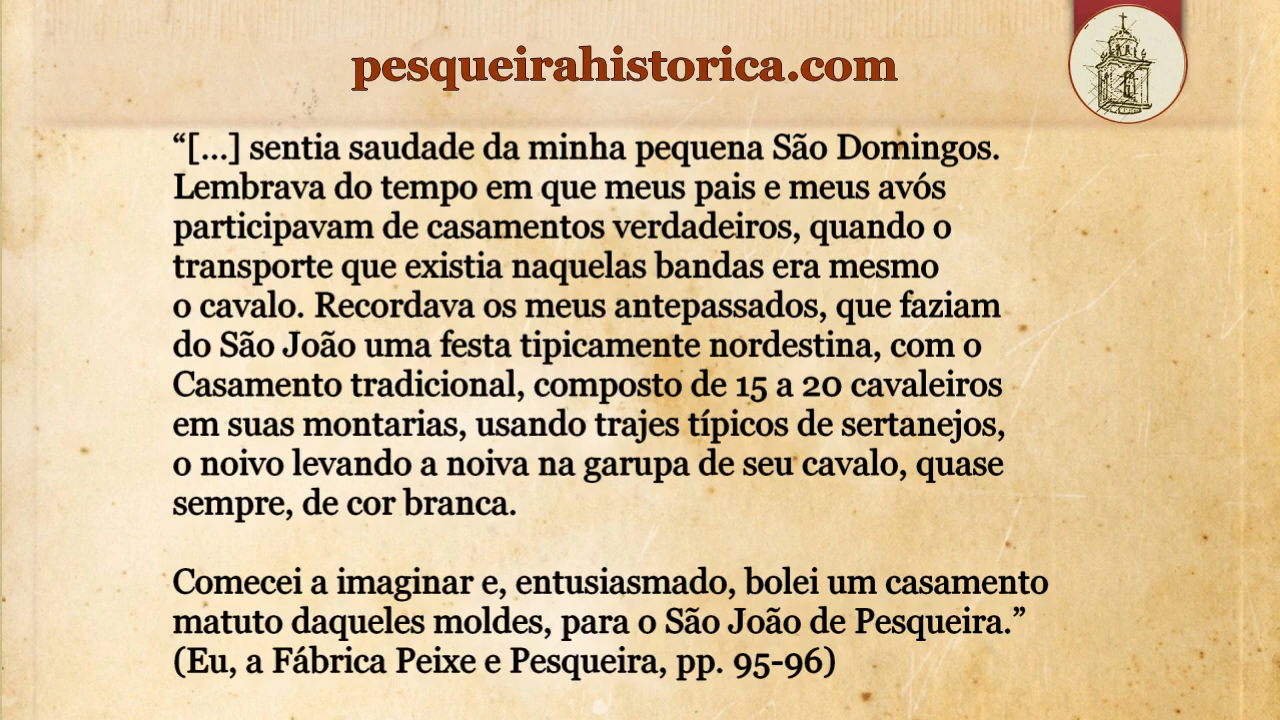 pesqueirahistorica.com
“[...] sentia saudade da minha pequena São Domingos.
Lembrava do tempo em que meus pais e meus avós
participavam de casamentos verdadeiros, quando o
transporte que existia naquelas bandas era mesmo
o cavalo. Recordava os meus antepassados, que faziam
do São João uma festa tipicamente nordestina, com o
Casamento tradicional, composto de 15 a 20 cavaleiros
em suas montarias, usando trajes típicos de sertanejos,
o noivo levando a noiva na garupa de seu cavalo, quase
sempre, de cor branca.
Comecei a imaginar e, entusiasmado, bolei um casamento
matuto daqueles moldes, para o São João de Pesqueira.”
(Eu, a Fábrica Peixe e Pesqueira, pp. 95-96)